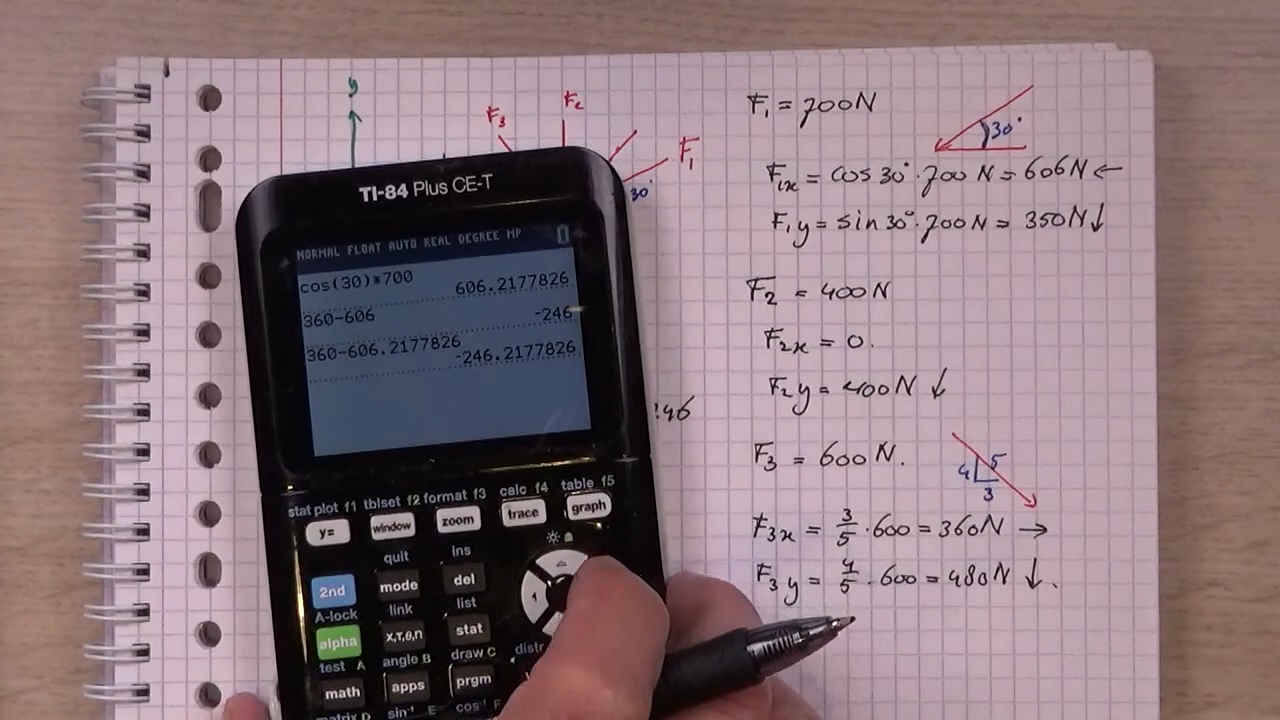 y
F₃
F₂
F₁
30°
F₁ = 700N
30°
F₁ₓ = cos 30° · 700 N = 606N ←
F₁y = sin 30° · 700N = 350N ↓
F₂ = 400N
F₂ₓ = 0.
F₂y = 400N ↓
F₃ = 600N.
4 5
3
F₃ₓ = 3/5 · 600 = 360N →
F₃y = 4/5 · 600 = 480N ↓.
46
TI-84 Plus CE-T
NORMAL FLOAT AUTO REAL DEGREE MP
cos(30)*700
606.2177826
360-606
-246
360-606.2177826
-246.2177826
stat plot f1 tblset f2 format f3 calc f4 table f5
y= window zoom trace graph
quit ins
2nd mode del
A-lock link list
alpha X,T,θ,n stat
test A angle B draw C distr
math apps prgm
matrix D sin⁻¹ E cos⁻¹ F